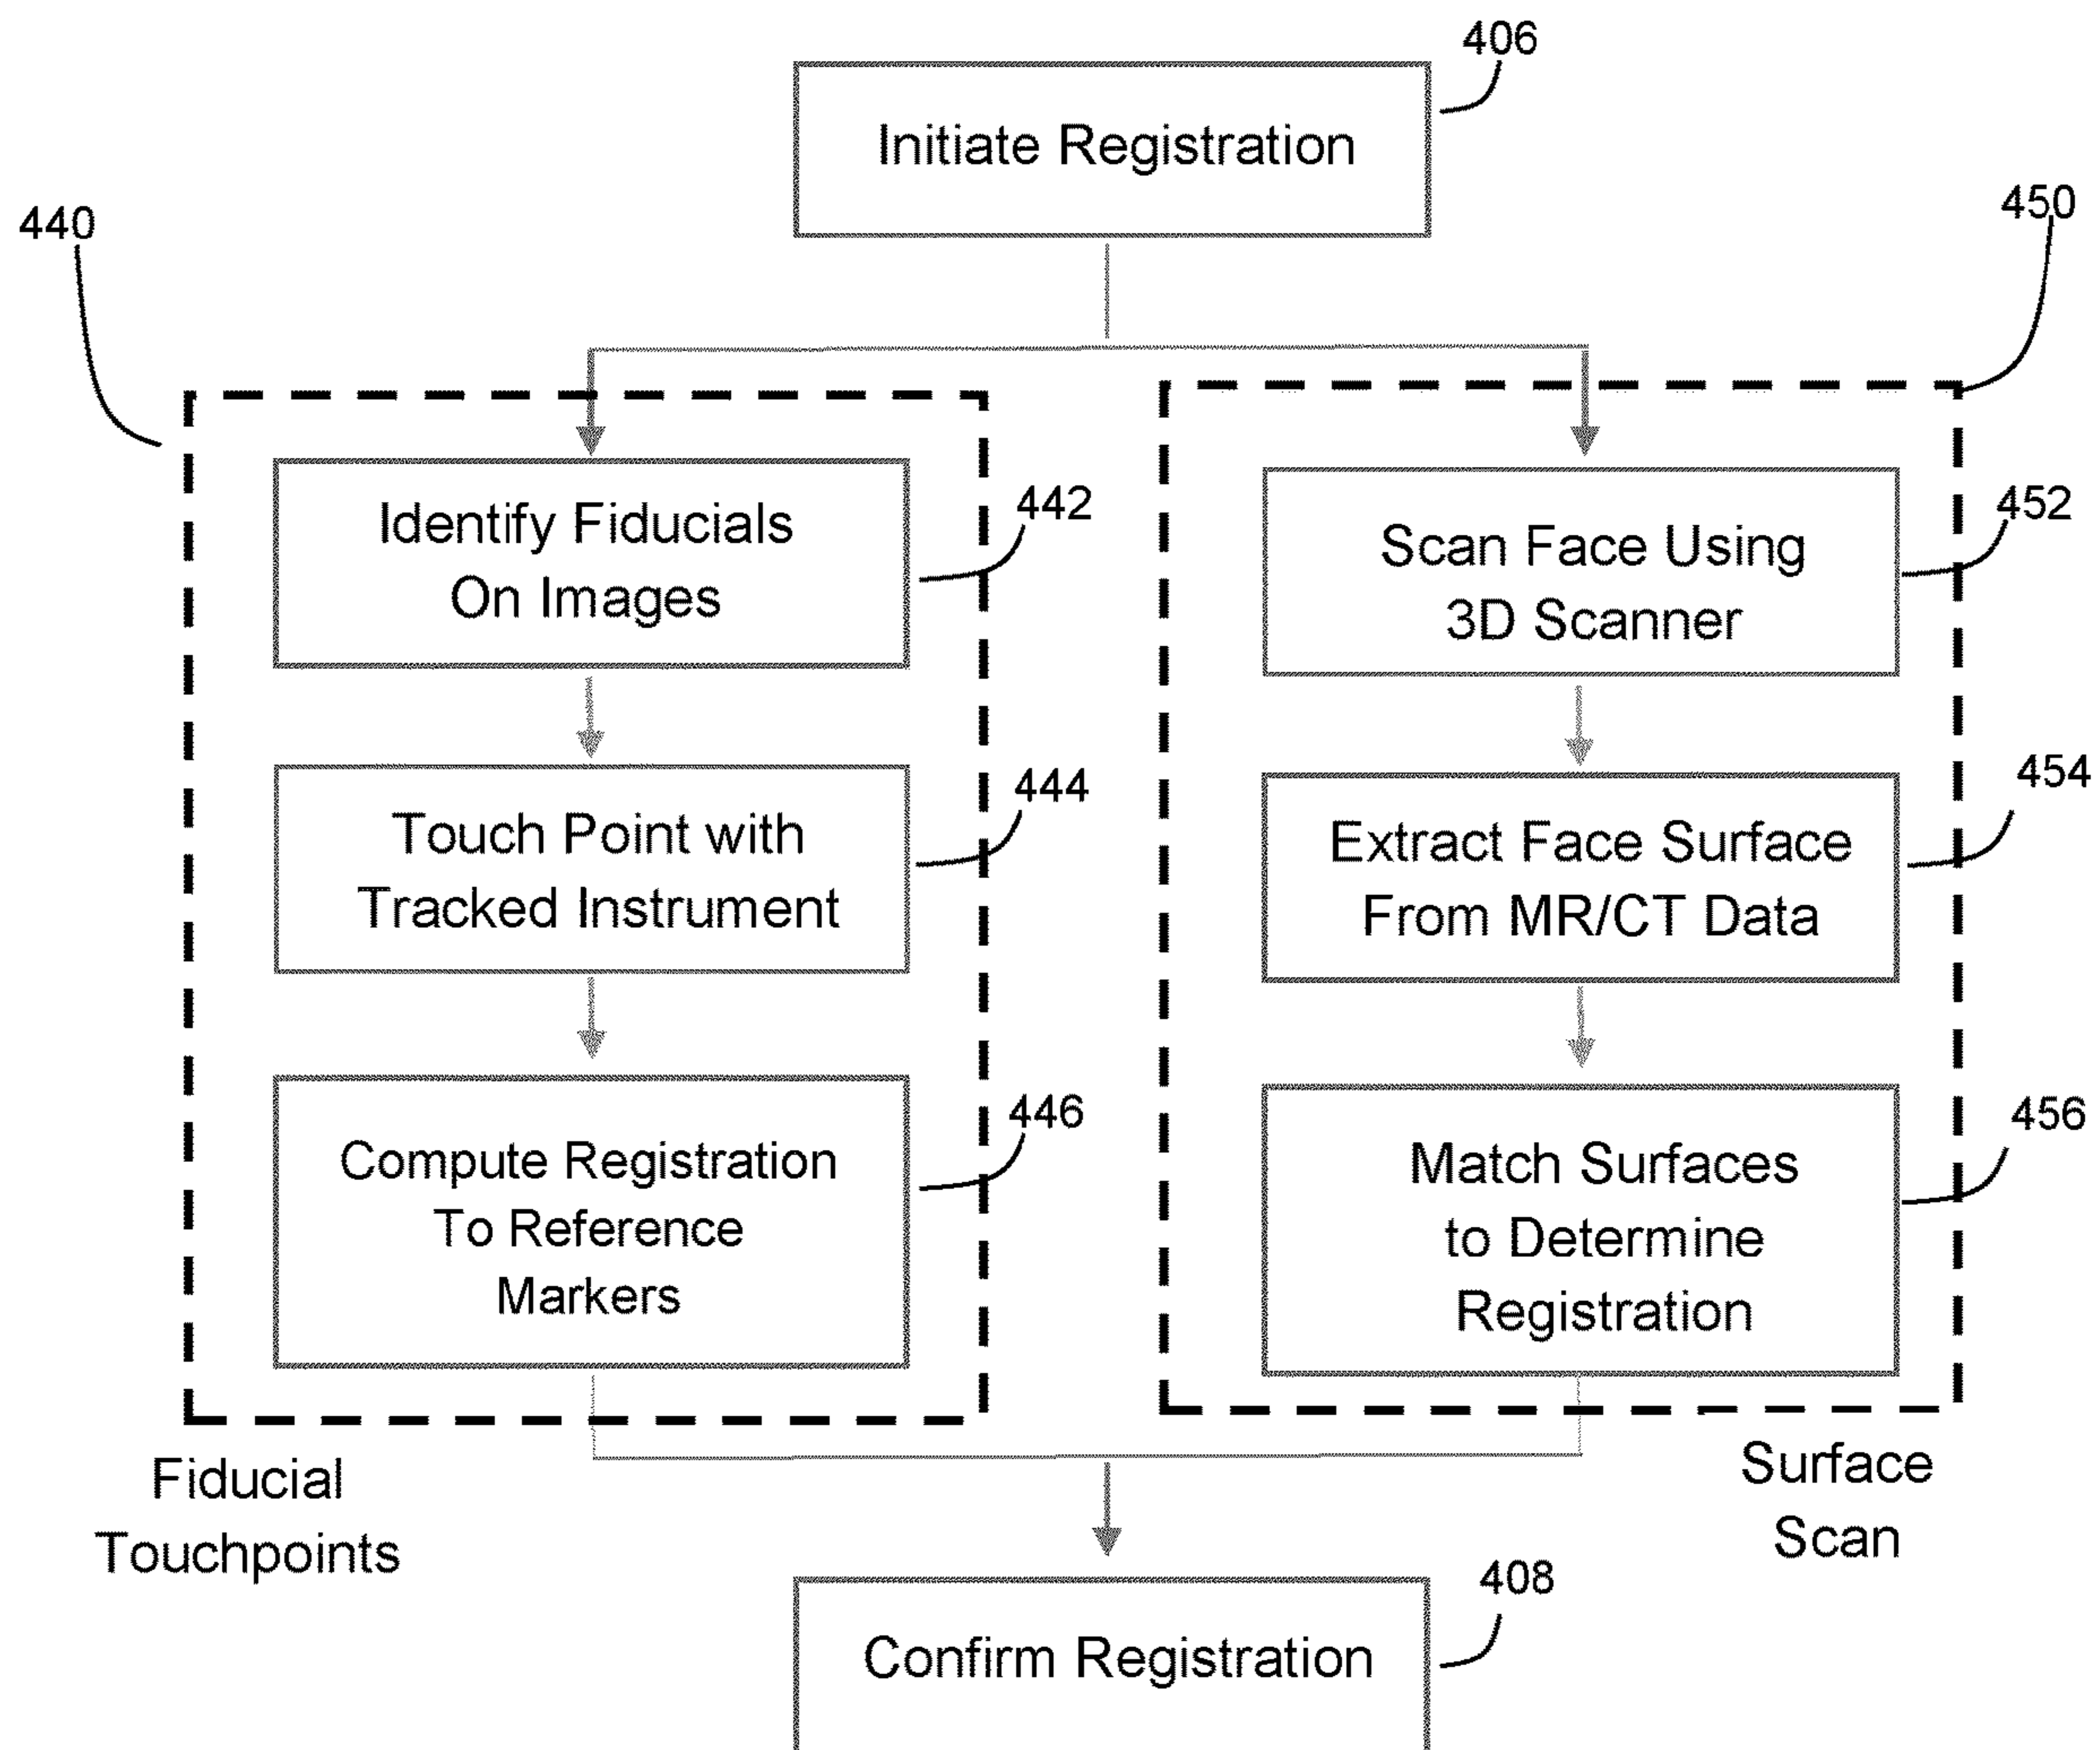 406
Initiate Registration
440
450
Identify Fiducials
On Images
442
Touch Point with
Tracked Instrument
444
Compute Registration
To Reference
Markers
446
Fiducial
Touchpoints
Scan Face Using
3D Scanner
452
Extract Face Surface
From MR/CT Data
454
Match Surfaces
to Determine
Registration
456
Surface
Scan
408
Confirm Registration